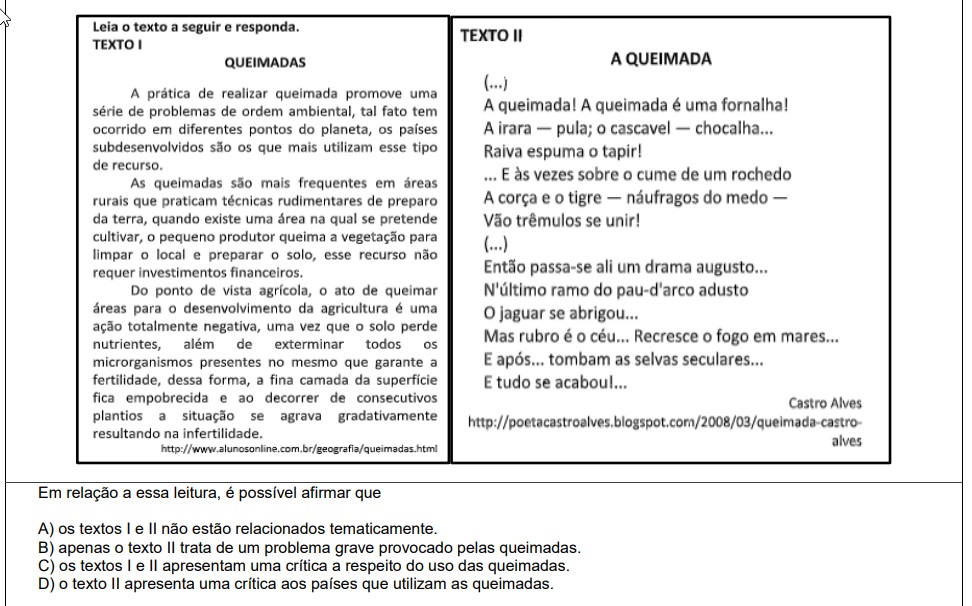 Leia o texto a seguir e responda.
TEXTO I
QUEIMADAS
A prática de realizar queimada promove uma
série de problemas de ordem ambiental, tal fato tem
ocorrido em diferentes pontos do planeta, os países
subdesenvolvidos são os que mais utilizam esse tipo
de recurso.
As queimadas são mais frequentes em áreas
rurais que praticam técnicas rudimentares de preparo
da terra, quando existe uma área na qual se pretende
cultivar, o pequeno produtor queima a vegetação para
limpar o local e preparar o solo, esse recurso não
requer investimentos financeiros.
Do ponto de vista agrícola, o ato de queimar
áreas para o desenvolvimento da agricultura é uma
ação totalmente negativa, uma vez que o solo perde
nutrientes, além de exterminar todos os
microrganismos presentes no mesmo que garante a
fertilidade, dessa forma, a fina camada da superfície
fica empobrecida e ao decorrer de consecutivos
plantios a situação se agrava gradativamente
resultando na infertilidade.
http://www.alunosonline.com.br/geografia/queimadas.html
TEXTO II
A QUEIMADA
(...)
A queimada! A queimada é uma fornalha!
A irara — pula; o cascavel — chocalha...
Raiva espuma o tapir!
... E às vezes sobre o cume de um rochedo
A corça e o tigre — náufragos do medo —
Vão trêmulos se unir!
(...)
Então passa-se ali um drama augusto...
N'último ramo do pau-d'arco adusto
O jaguar se abrigou...
Mas rubro é o céu... Recresce o fogo em mares...
E após... tombam as selvas seculares...
E tudo se acabou!...
Castro Alves
http://poetacastroalves.blogspot.com/2008/03/queimada-castro-
alves
Em relação a essa leitura, é possível afirmar que
A) os textos I e II não estão relacionados tematicamente.
B) apenas o texto II trata de um problema grave provocado pelas queimadas.
C) os textos I e II apresentam uma crítica a respeito do uso das queimadas.
D) o texto II apresenta uma crítica aos países que utilizam as queimadas.